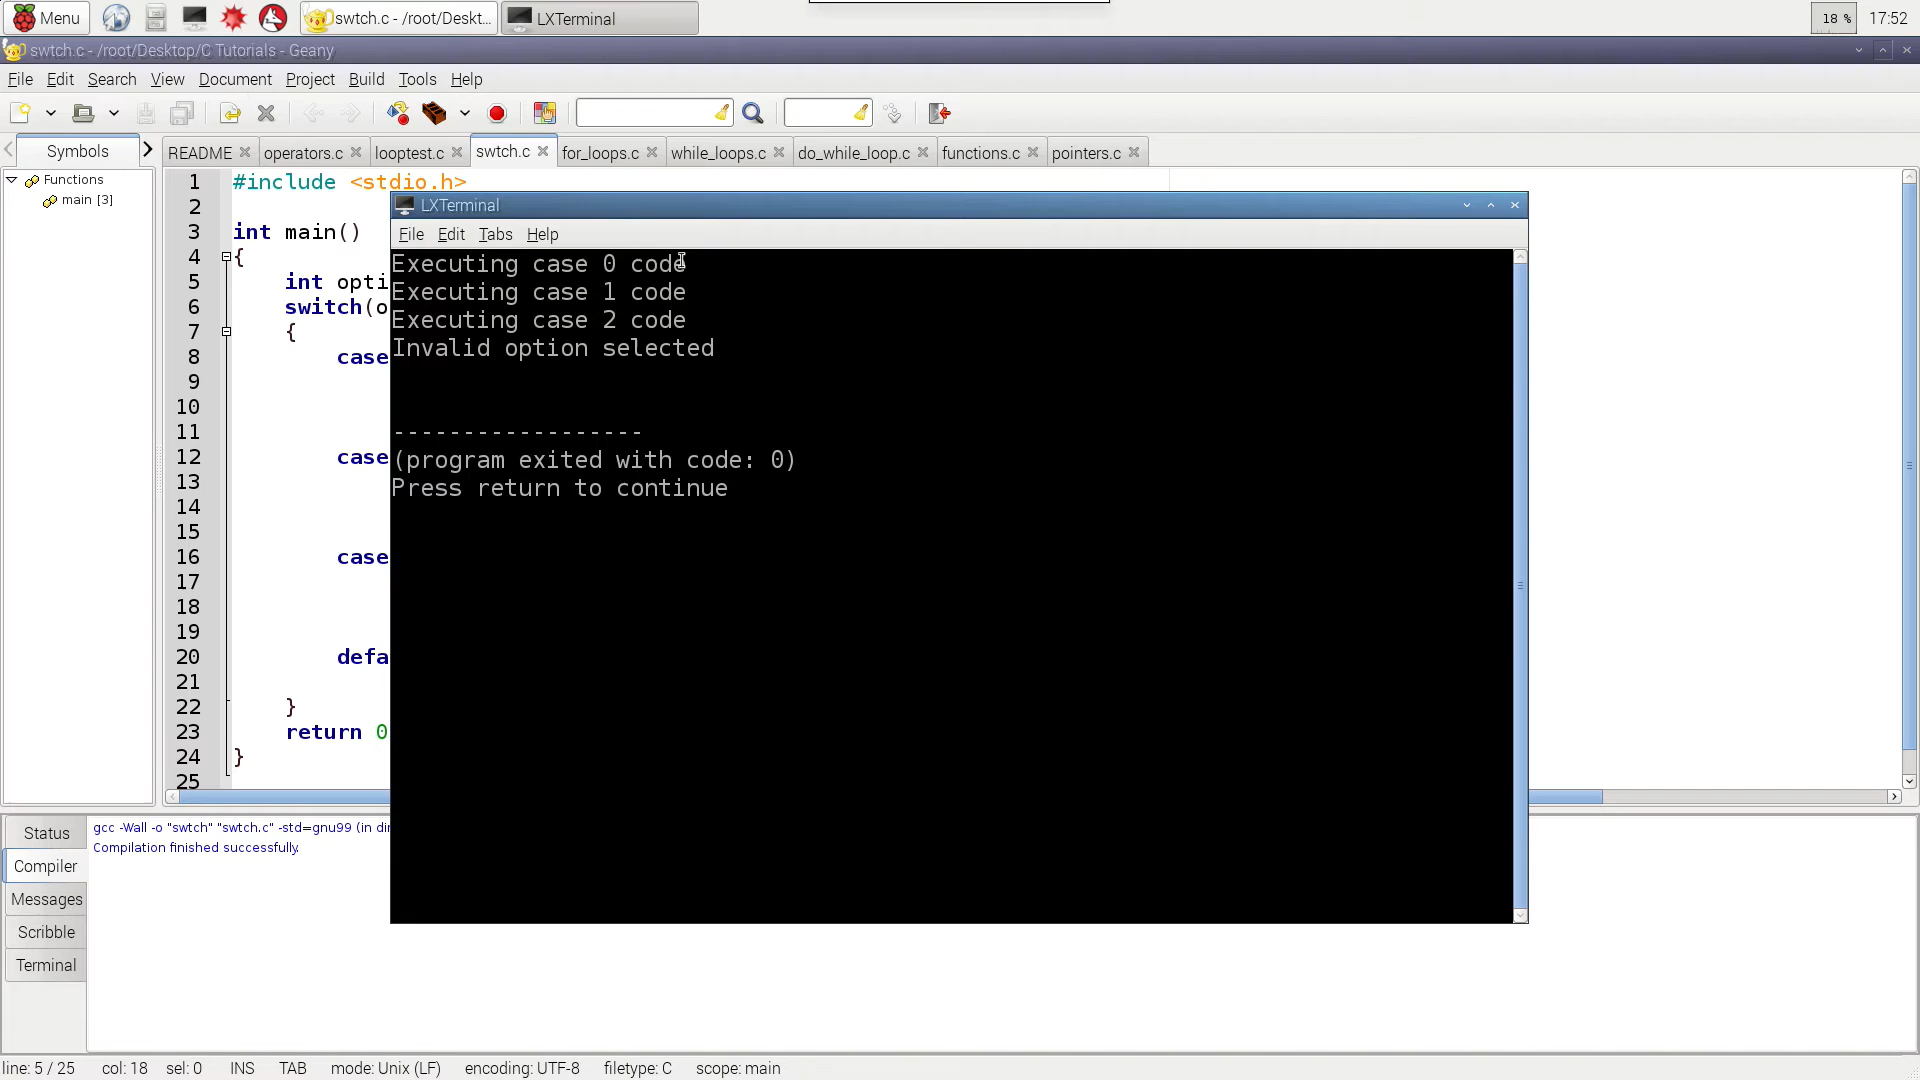 Menu swtch.c - /root/Deskt... LXTerminal 18 % 17:52
swtch.c - /root/Desktop/C Tutorials - Geany
File Edit Search View Document Project Build Tools Help
Symbols README operators.c looptest.c swtch.c for_loops.c while_loops.c do_while_loop.c functions.c pointers.c
Functions
main [3]
1 #include <stdio.h>
2
3 int main()
4 {
5 int opti
6 switch(o
7 {
8 case
9
10
11
12 case
13
14
15
16 case
17
18
19
20 defa
21
22 }
23 return 0
24 }
25
LXTerminal
File Edit Tabs Help
Executing case 0 code
Executing case 1 code
Executing case 2 code
Invalid option selected
------------------
(program exited with code: 0)
Press return to continue
Status
Compiler
Messages
Scribble
Terminal
gcc -Wall -o "swtch" "swtch.c" -std=gnu99 (in dir
Compilation finished successfully.
line: 5 / 25 col: 18 sel: 0 INS TAB mode: Unix (LF) encoding: UTF-8 filetype: C scope: main